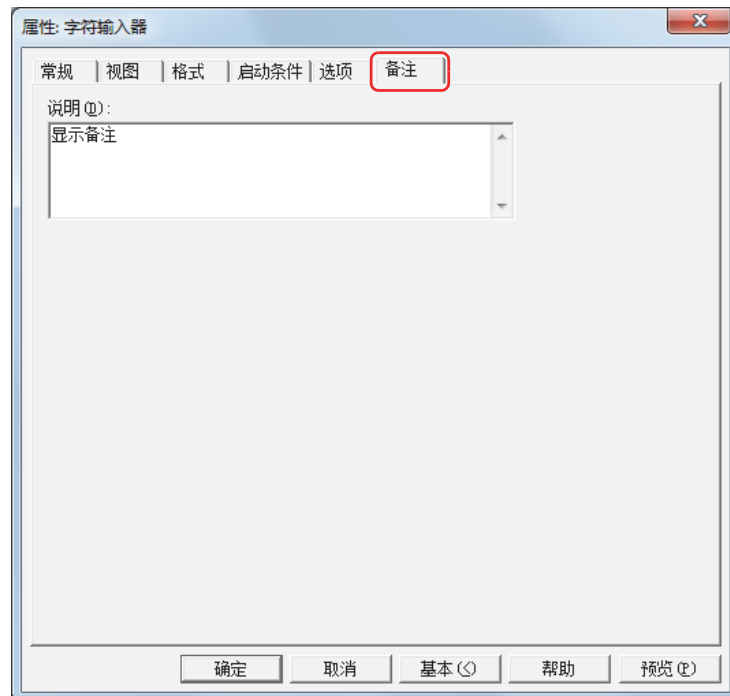 属性: 字符输入器
常规 视图 格式 启动条件 选项 备注
说明(D):
显示备注
确定 取消 基本(<) 帮助 预览(P)